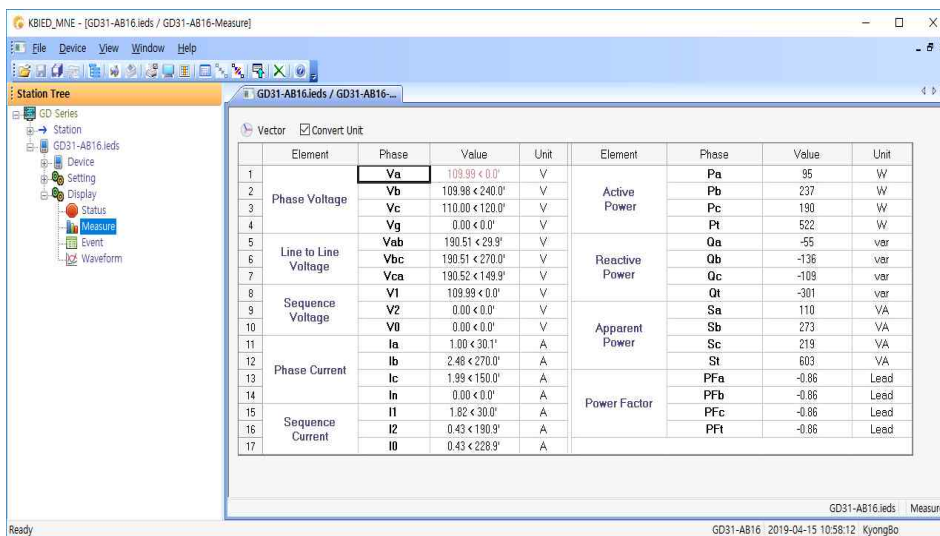 KBIED_MNE - [GD31-AB16.ieds / GD31-AB16-Measure]
File Device View Window Help
Station Tree
GD31-AB16.ieds / GD31-AB16-...
GD Series
Station
GD31-AB16.ieds
Device
Setting
Display
Status
Measure
Event
Waveform
Vector Convert Unit
Element Phase Value Unit Element Phase Value Unit
1 Phase Voltage Va 109.99 < 0.0' V Active Power Pa 95 W
2 Vb 109.98 < 240.0' V Pb 237 W
3 Vc 110.00 < 120.0' V Pc 190 W
4 Vg 0.00 < 0.0' V Pt 522 W
5 Line to Line Voltage Vab 190.51 < 29.9' V Reactive Power Qa -55 var
6 Vbc 190.51 < 270.0' V Qb -136 var
7 Vca 190.52 < 149.9' V Qc -109 var
8 Sequence Voltage V1 109.99 < 0.0' V Qt -301 var
9 V2 0.00 < 0.0' V Apparent Power Sa 110 VA
10 V0 0.00 < 0.0' V Sb 273 VA
11 Phase Current Ia 1.00 < 30.1' A Sc 219 VA
12 Ib 2.48 < 270.0' A St 603 VA
13 Ic 1.99 < 150.0' A Power Factor PFa -0.86 Lead
14 In 0.00 < 0.0' A PFb -0.86 Lead
15 Sequence Current I1 1.82 < 30.0' A PFc -0.86 Lead
16 I2 0.43 < 190.9' A PFt -0.86 Lead
17 I0 0.43 < 228.9' A
GD31-AB16.ieds Measur
Ready GD31-AB16 2019-04-15 10:58:12 KyongBo